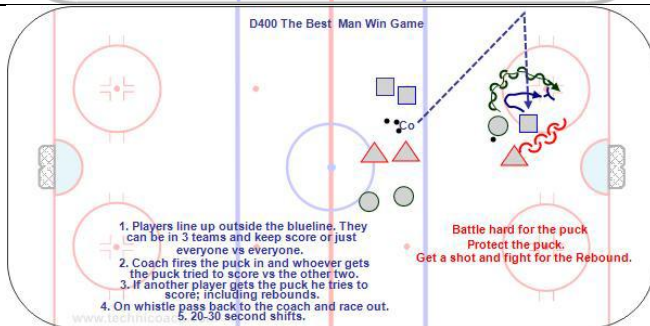 D400 The Best Man Win Game
Co
1. Players line up outside the blueline. They
can be in 3 teams and keep score or just
everyone vs everyone.
2. Coach fires the puck in and whoever gets
the puck tried to score vs the other two.
3. If another player gets the puck he tries to
score; including rebounds.
4. On whistle pass back to the coach and race out.
5. 20-30 second shifts.
Battle hard for the puck
Protect the puck.
Get a shot and fight for the Rebound.